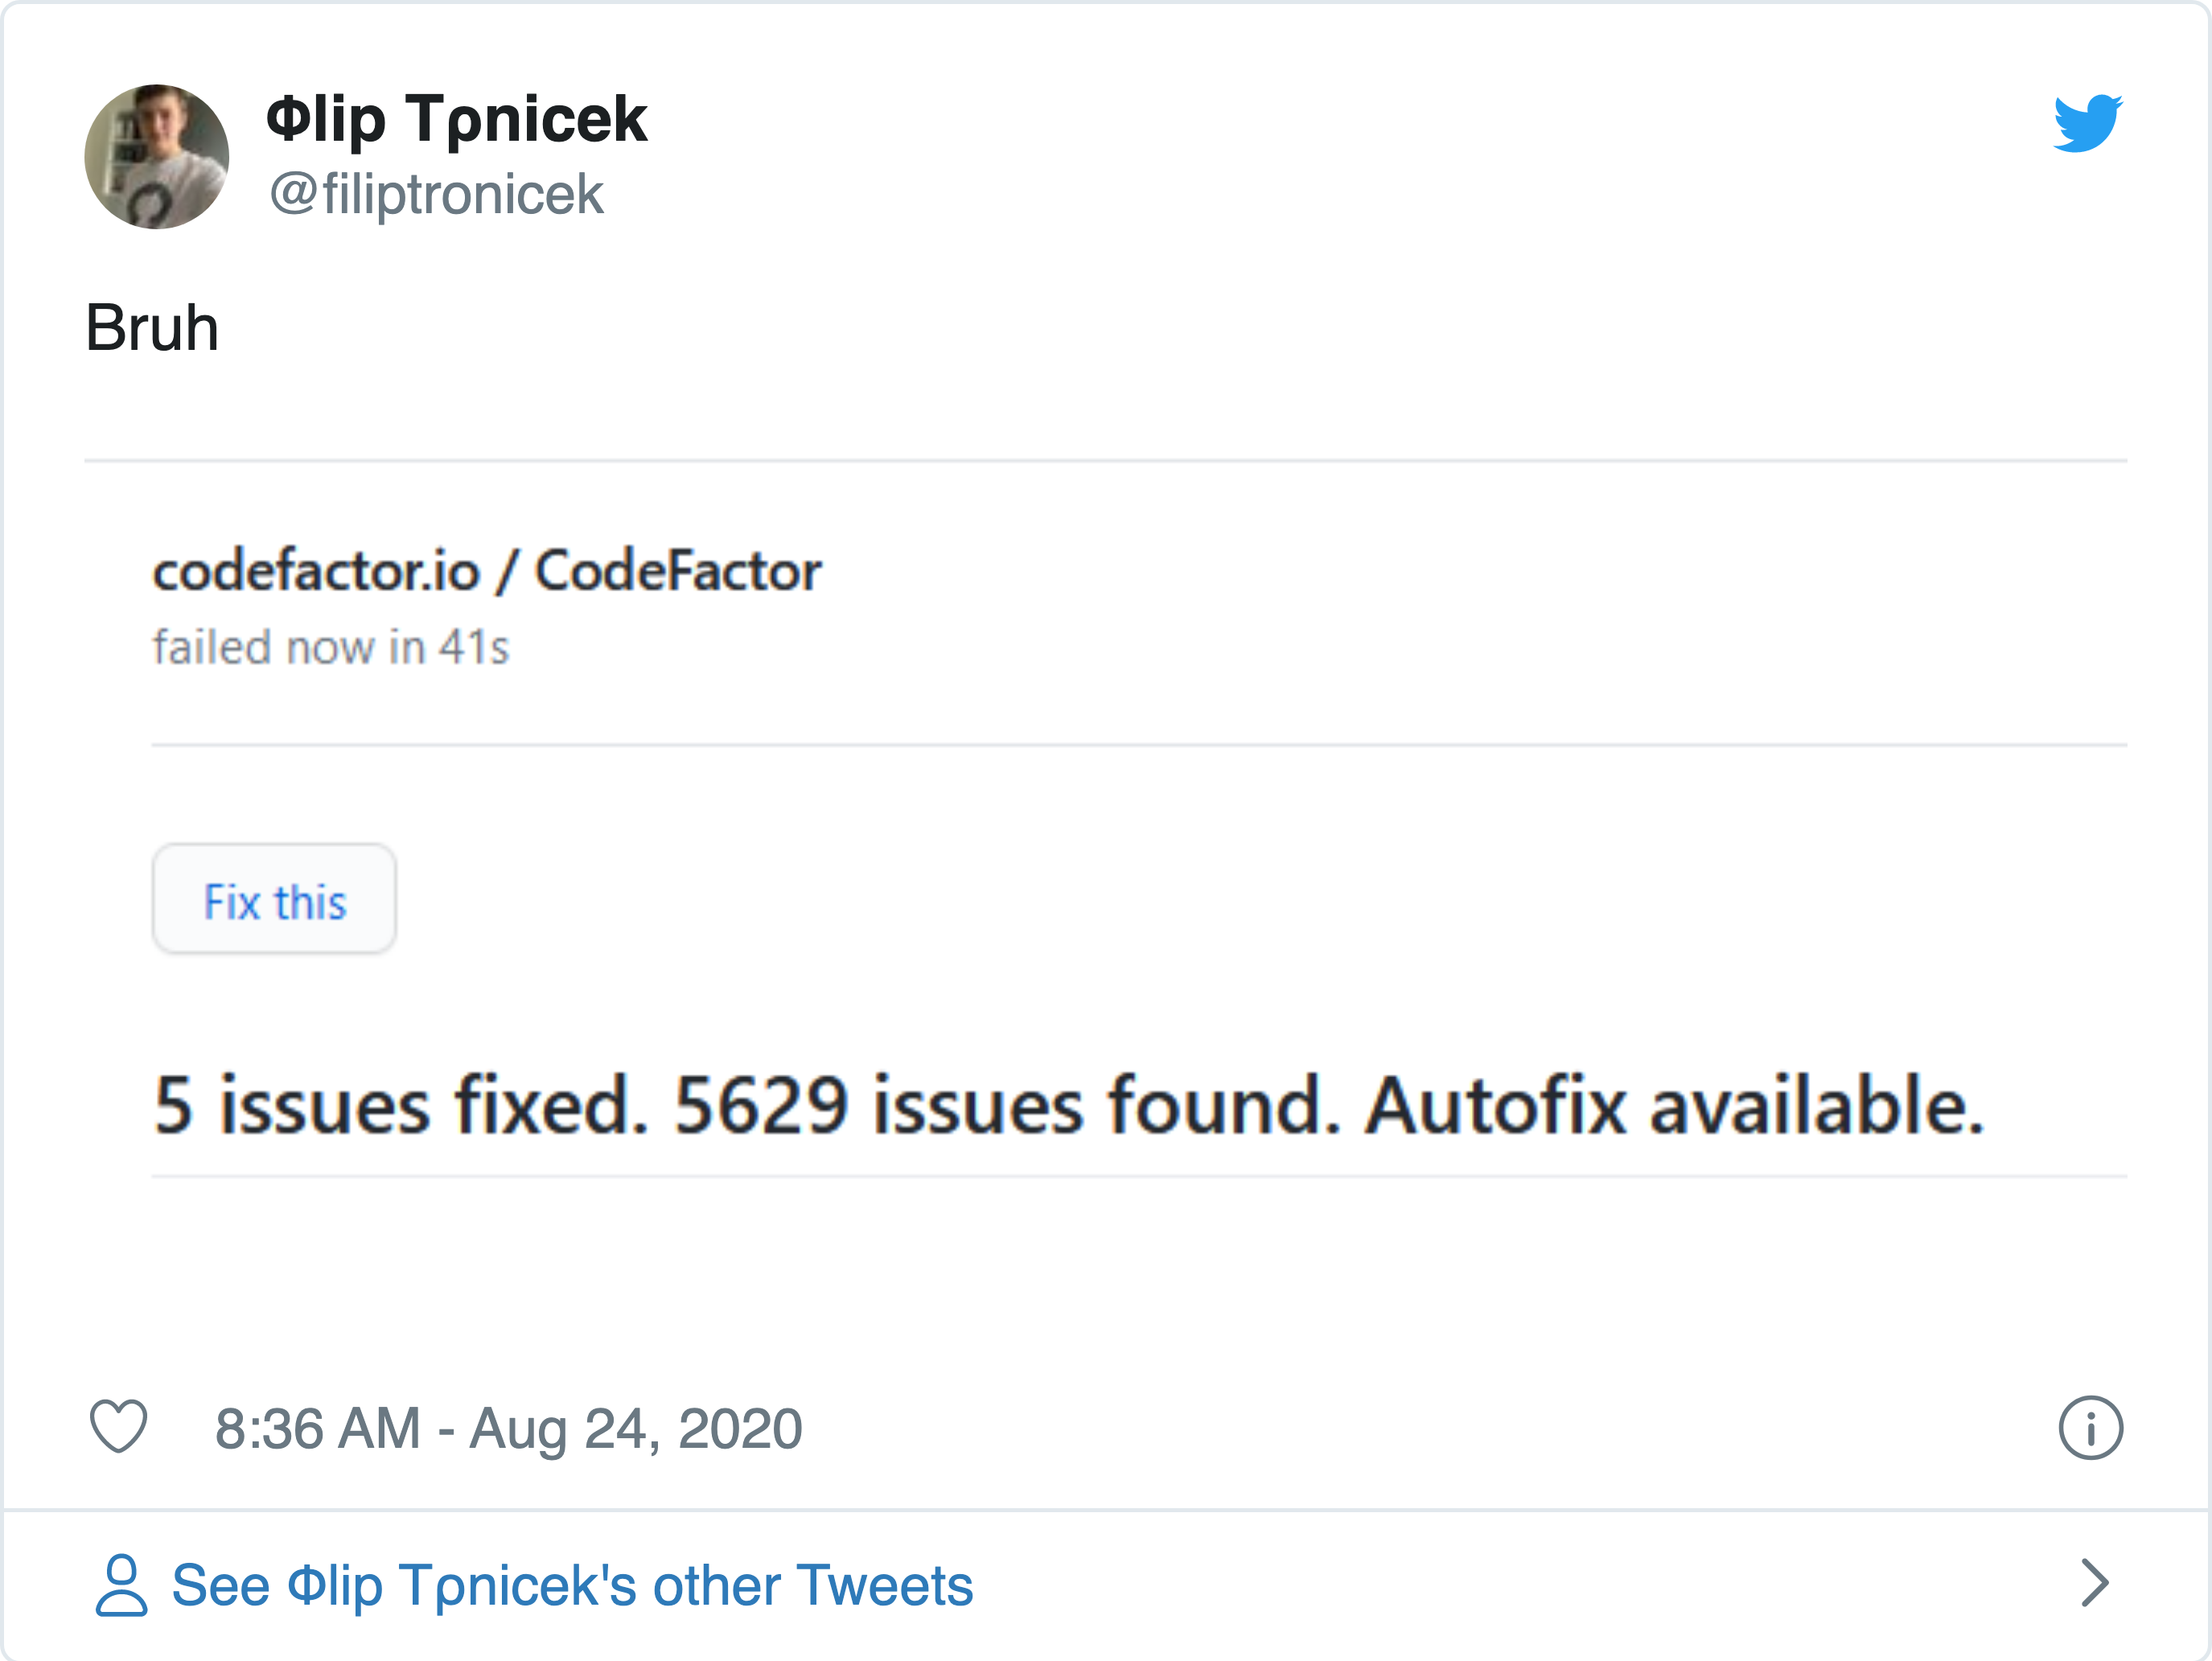 Φlip Tρnicek
@filiptronicek
Bruh
codefactor.io / CodeFactor
failed now in 41s
Fix this
5 issues fixed. 5629 issues found. Autofix available.
8:36 AM - Aug 24, 2020
See Φlip Tρnicek's other Tweets